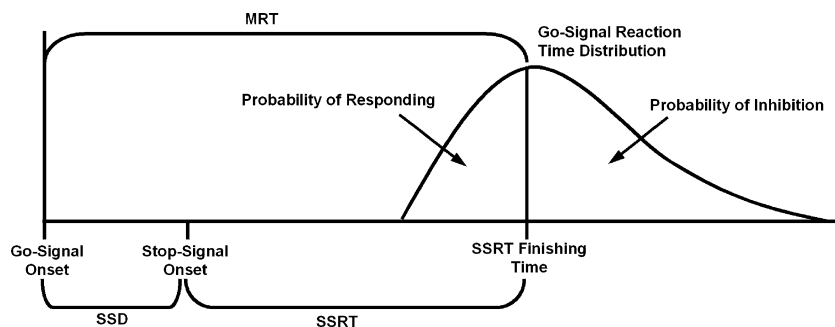 MRT
Go-Signal Reaction
Time Distribution
Probability of Responding
Probability of Inhibition
Go-Signal
Onset
Stop-Signal
Onset
SSRT Finishing
Time
SSD
SSRT